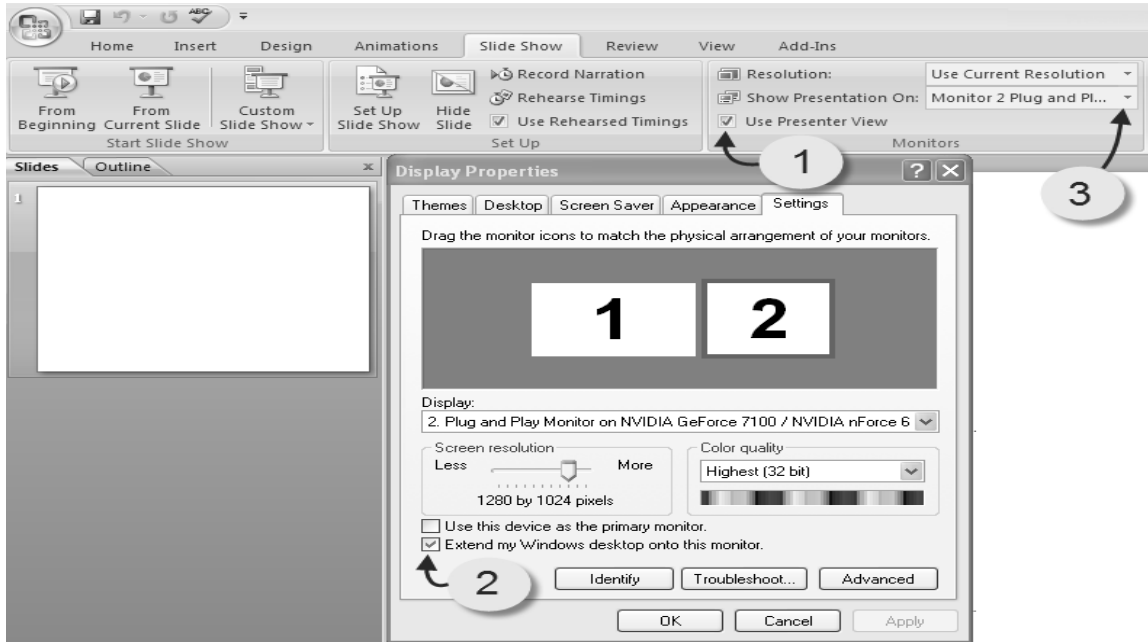 ABC
Home Insert Design Animations Slide Show Review View Add-Ins
From Beginning
From Current Slide
Custom Slide Show
Start Slide Show
Set Up Slide Show
Hide Slide
Record Narration
Rehearse Timings
Use Rehearsed Timings
Set Up
Resolution: Use Current Resolution
Show Presentation On: Monitor 2 Plug and Pl...
Use Presenter View
Monitors
1
3
Slides Outline x
1
Display Properties ? X
Themes Desktop Screen Saver Appearance Settings
Drag the monitor icons to match the physical arrangement of your monitors.
1 2
Display:
2. Plug and Play Monitor on NVIDIA GeForce 7100 / NVIDIA nForce 6
Screen resolution
Less More
1280 by 1024 pixels
Color quality
Highest (32 bit)
Use this device as the primary monitor.
Extend my Windows desktop onto this monitor.
2
Identify Troubleshoot... Advanced
OK Cancel Apply